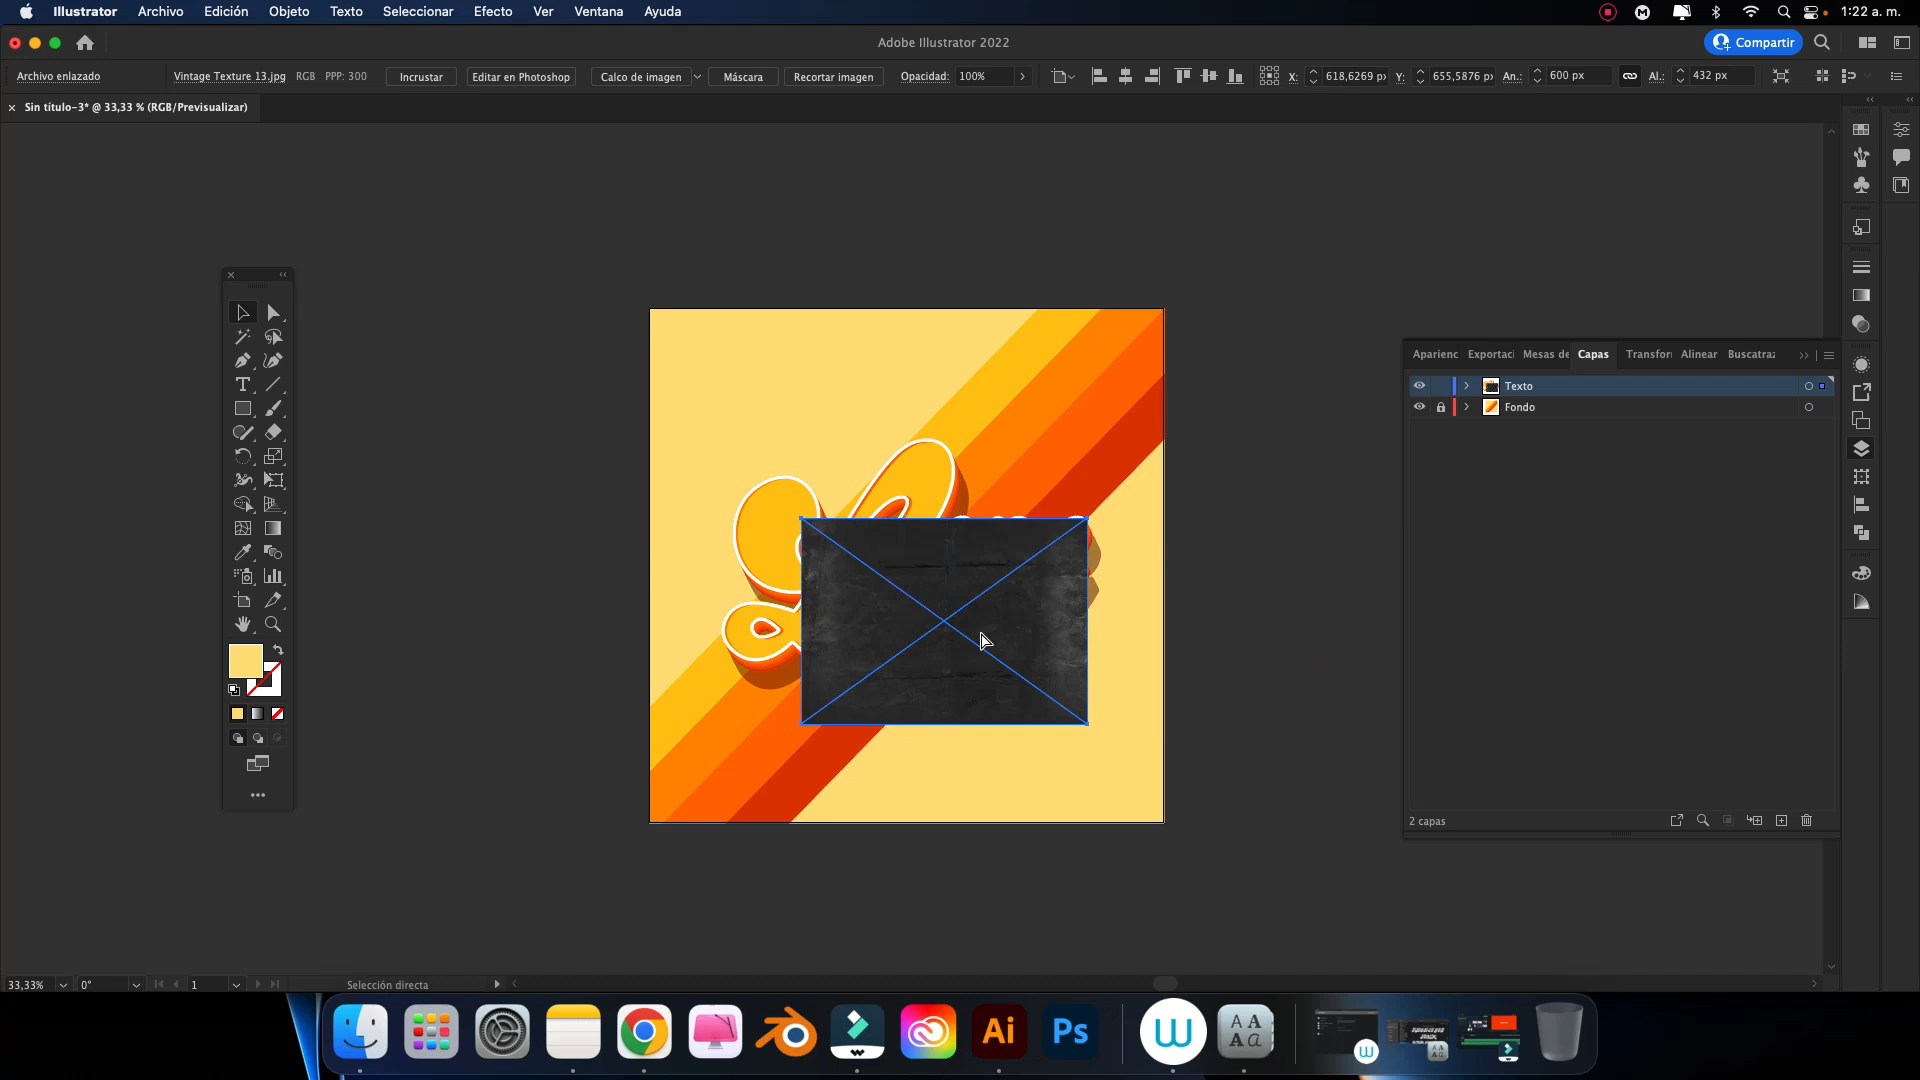 Illustrator Archivo Edición Objeto Texto Seleccionar Efecto Ver Ventana Ayuda 1:22 a. m.
Adobe Illustrator 2022 Compartir
Archivo enlazado Vintage Texture 13.jpg RGB PPP: 300 Incrustar Editar en Photoshop Calco de imagen Máscara Recortar imagen Opacidad: 100% X: 618,6269 px Y: 655,5876 px An.: 600 px Al.: 432 px
× Sin título-3* @ 33,33 % (RGB/Previsualizar)
Aparienc Exportaci Mesas de Capas Transfor Alinear Buscatraz
Texto
Fondo
2 capas
33,33% 0° 1 Selección directa
Ai Ps